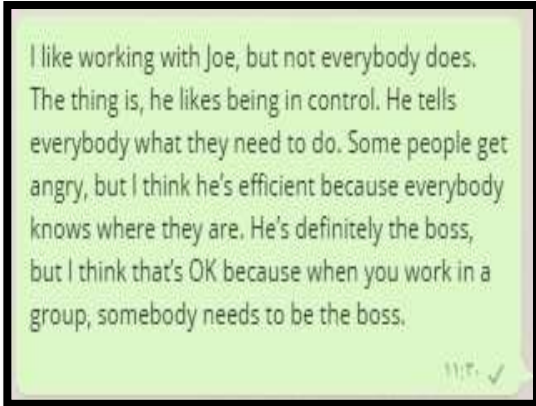 I like working with Joe, but not everybody does.
The thing is, he likes being in control. He tells
everybody what they need to do. Some people get
angry, but I think he's efficient because everybody
knows where they are. He's definitely the boss,
but I think that's OK because when you work in a
group, somebody needs to be the boss.
۱۱:۳۰